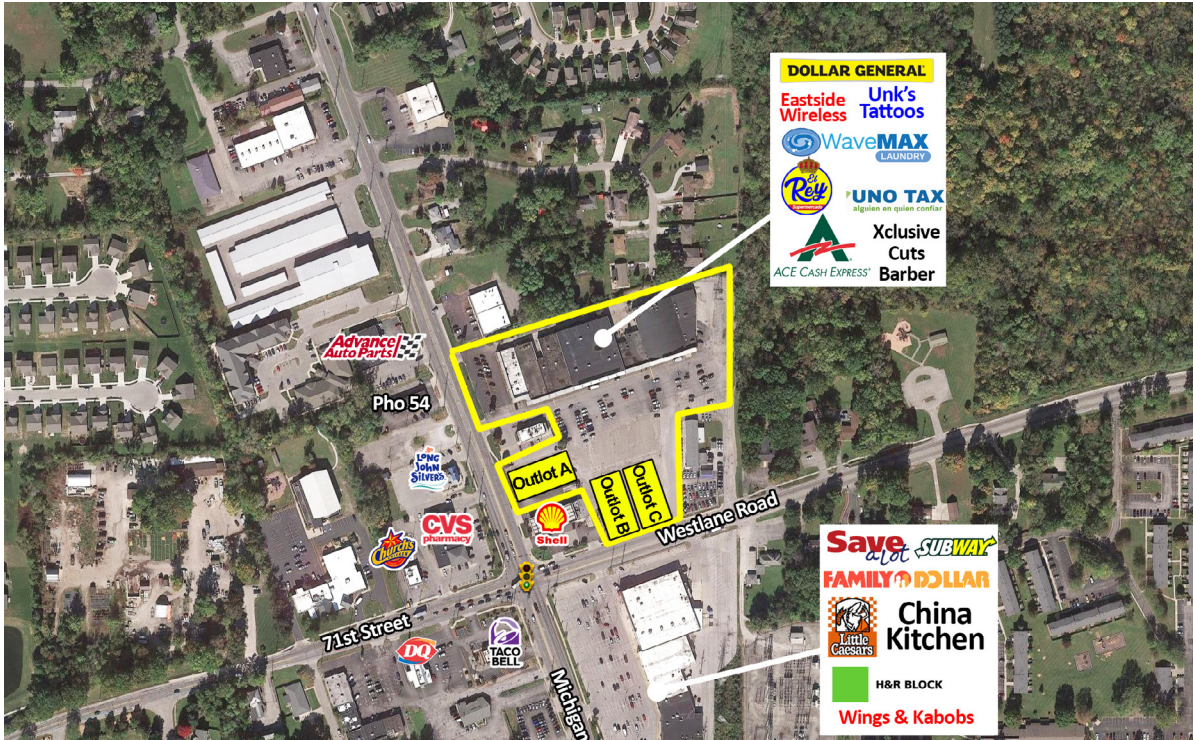 DOLLAR GENERAL
Eastside
Wireless
Unk's
Tattoos
WaveMAX
LAUNDRY
El
Rey
Supermercado
UNO TAX
alguien en quien confiar
ACE CASH EXPRESS
Xclusive
Cuts
Barber
Advance
Auto Parts
Pho 54
LONG
JOHN
SILVER'S
CVS
pharmacy
Church's
CHICKEN
Outlot A
Outlot B
Outlot C
Shell
Westlane Road
71st Street
DQ
TACO
BELL
Michigan
Save
a lot
SUBWAY
FAMILY DOLLAR
Little
Caesars
China
Kitchen
H&R BLOCK
Wings & Kabobs